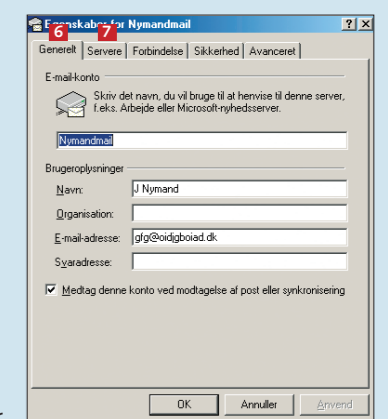 Egenskaber for Nymandmail
6 7
Generelt Servere Forbindelse Sikkerhed Avanceret
E-mail-konto
Skriv det navn, du vil bruge til at henvise til denne server,
f.eks. Arbejde eller Microsoft-nyhedsserver.
Nymandmail
Brugeroplysninger
Navn: J Nymand
Organisation:
E-mail-adresse: gfg@oidjgboiad.dk
Svaradresse:
Medtag denne konto ved modtagelse af post eller synkronisering
OK Annuller Anvend